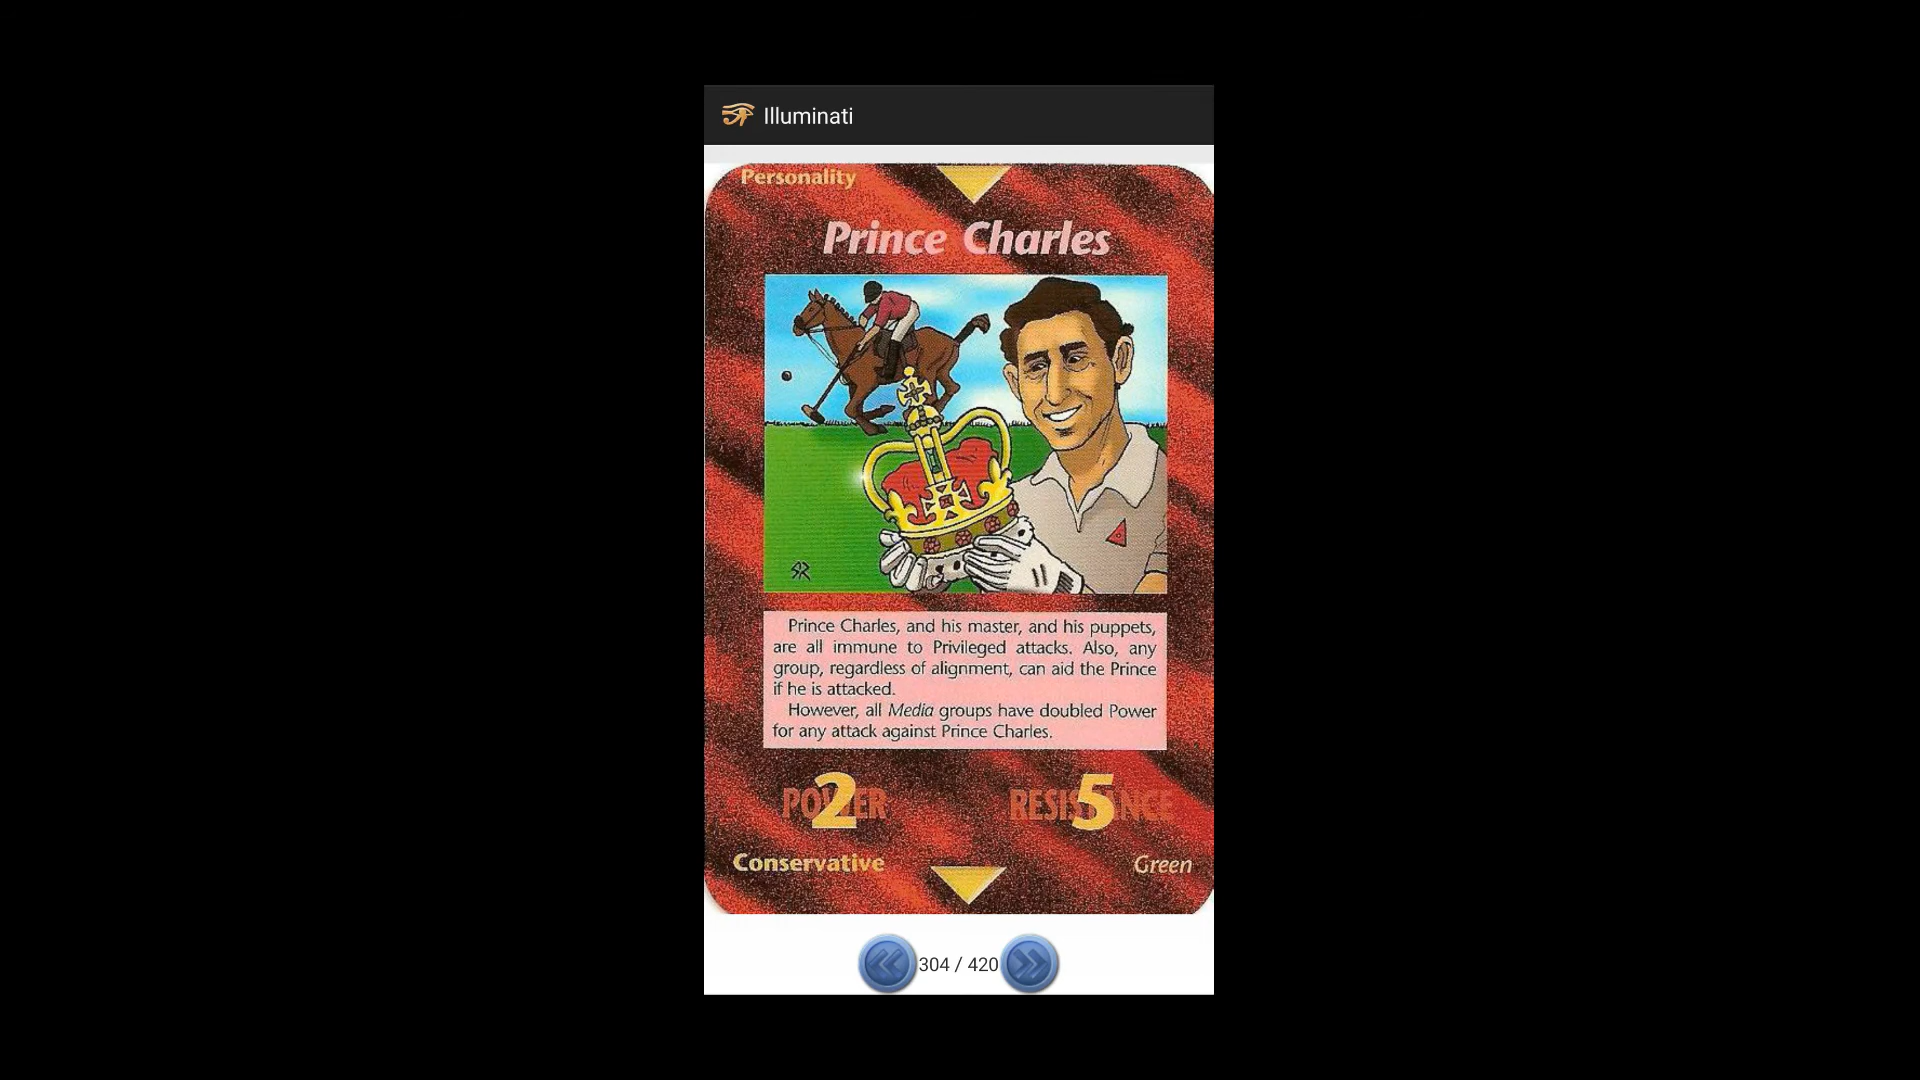 Illuminati
Personality
Prince Charles
SR
Prince Charles, and his master, and his puppets,
are all immune to Privileged attacks. Also, any
group, regardless of alignment, can aid the Prince
if he is attacked.
However, all Media groups have doubled Power
for any attack against Prince Charles.
POWER 2
RESISTANCE 5
Conservative
Green
304 / 420